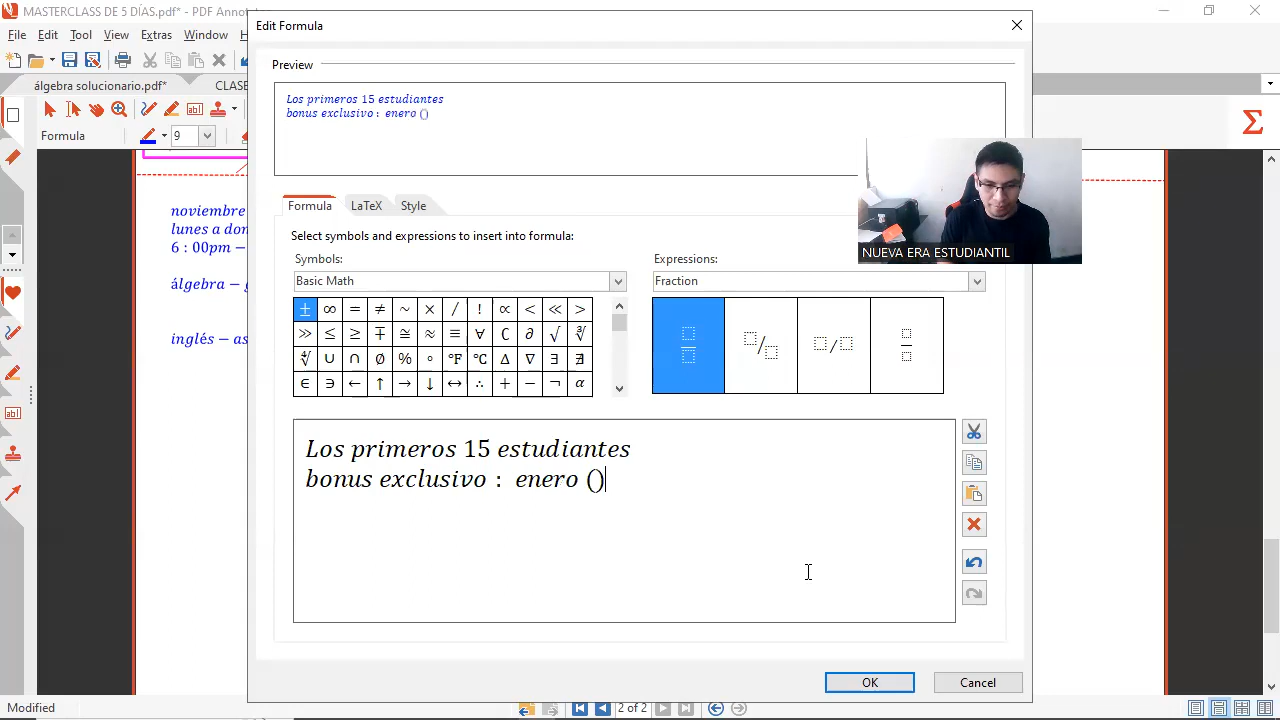 MASTERCLASS DE 5 DÍAS.pdf* - PDF Annot
File Edit Tool View Extras Window
álgebra solucionario.pdf*
CLASE
Formula
9
noviembre
lunes a do
6 : 00pm −
álgebra −
inglés − as
Edit Formula
Preview
Los primeros 15 estudiantes
bonus exclusivo : enero ()
Formula LaTeX Style
Select symbols and expressions to insert into formula:
Symbols:
Expressions:
Basic Math
Fraction
± ∞ = ≠ ~ × / ! ∝ < ≪ >
≫ ≤ ≥ ∓ ≅ ≈ ≡ ∀ ∁ ∂ √ ∛
∜ ∪ ∩ ∅ % ° ℉ ℃ ∆ ∇ ∃ ∄
∈ ∋ ← ↑ → ↓ ↔ ∴ + − ¬ α
Los primeros 15 estudiantes
bonus exclusivo : enero ()
OK
Cancel
NUEVA ERA ESTUDIANTIL
Σ
Modified
2 of 2